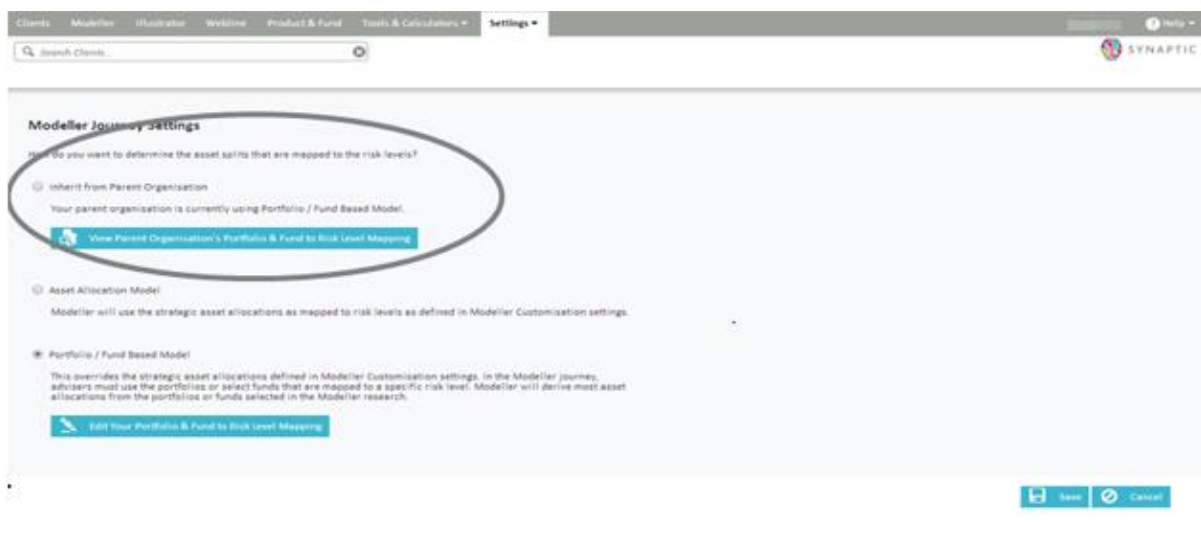 Clients Modeller Illustrator Webline Product & Fund Tools & Calculators Settings Help
Search Clients...
SYNAPTIC
Modeller Journey Settings
How do you want to determine the asset splits that are mapped to the risk levels?
Inherit from Parent Organisation
Your parent organisation is currently using Portfolio / Fund Based Model.
View Parent Organisation's Portfolio & Fund to Risk Level Mapping
Asset Allocation Model
Modeller will use the strategic asset allocations as mapped to risk levels as defined in Modeller Customisation settings.
Portfolio / Fund Based Model
This overrides the strategic asset allocations defined in Modeller Customisation settings. In the Modeller journey,
advisers must use the portfolios or select funds that are mapped to a specific risk level. Modeller will derive most asset
allocations from the portfolios or funds selected in the Modeller research.
Edit Your Portfolio & Fund to Risk Level Mapping
Save Cancel